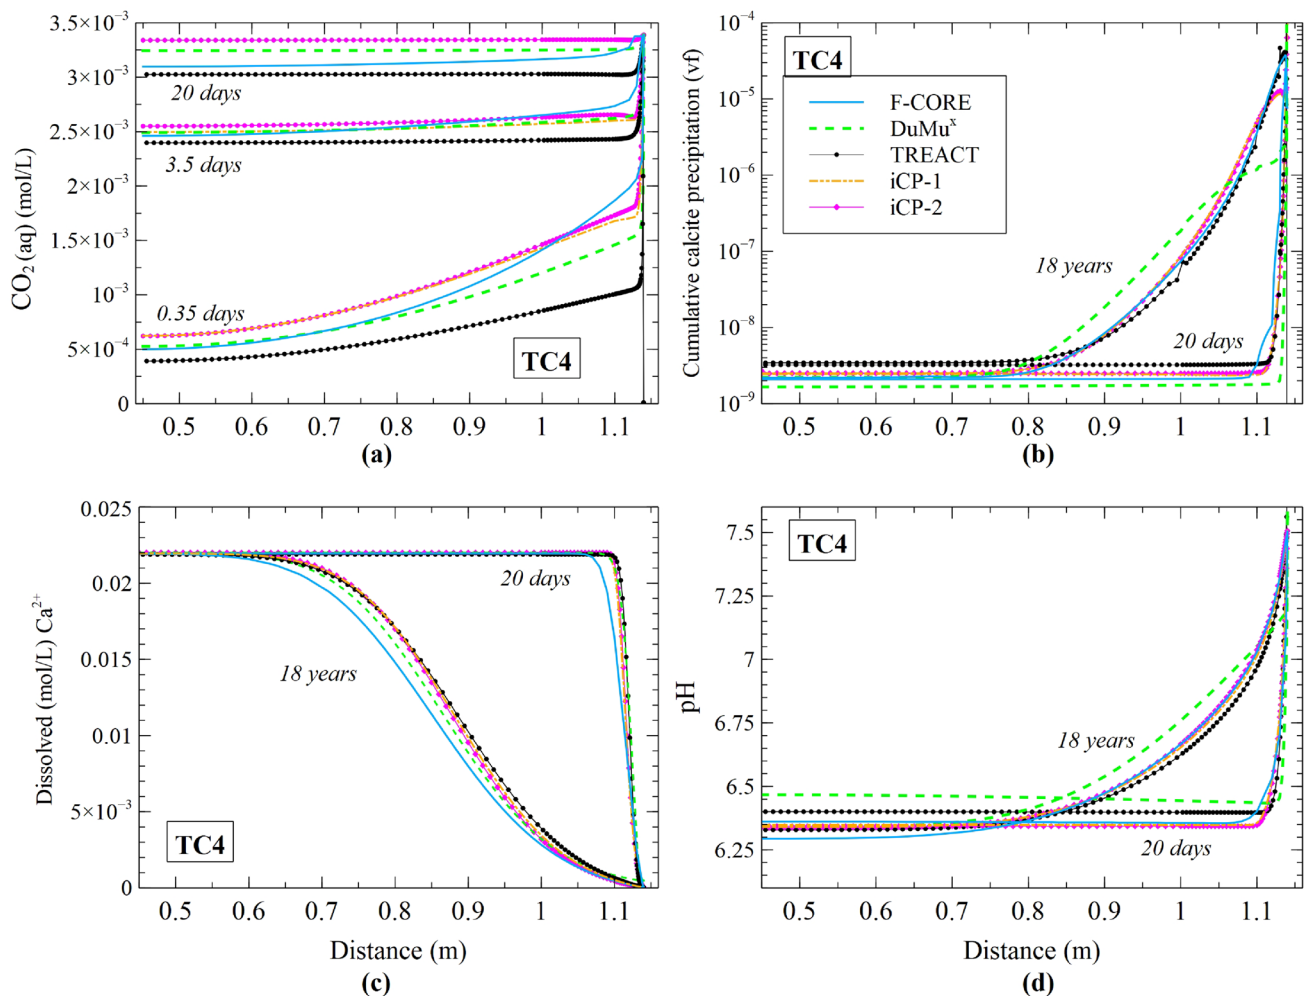 3.5×10⁻³
3×10⁻³
2.5×10⁻³
2×10⁻³
1.5×10⁻³
1×10⁻³
5×10⁻⁴
0
CO₂ (aq) (mol/L)
20 days
3.5 days
0.35 days
TC4
0.5 0.6 0.7 0.8 0.9 1 1.1
(a)
10⁻⁴
10⁻⁵
10⁻⁶
10⁻⁷
10⁻⁸
10⁻⁹
Cumulative calcite precipitation (vf)
TC4
F-CORE
DuMuˣ
TREACT
iCP-1
iCP-2
18 years
20 days
0.5 0.6 0.7 0.8 0.9 1 1.1
(b)
0.025
0.02
0.015
0.01
5×10⁻³
0
Dissolved (mol/L) Ca²⁺
20 days
18 years
TC4
0.5 0.6 0.7 0.8 0.9 1 1.1
Distance (m)
(c)
7.5
7.25
7
6.75
6.5
6.25
pH
TC4
18 years
20 days
0.5 0.6 0.7 0.8 0.9 1 1.1
Distance (m)
(d)